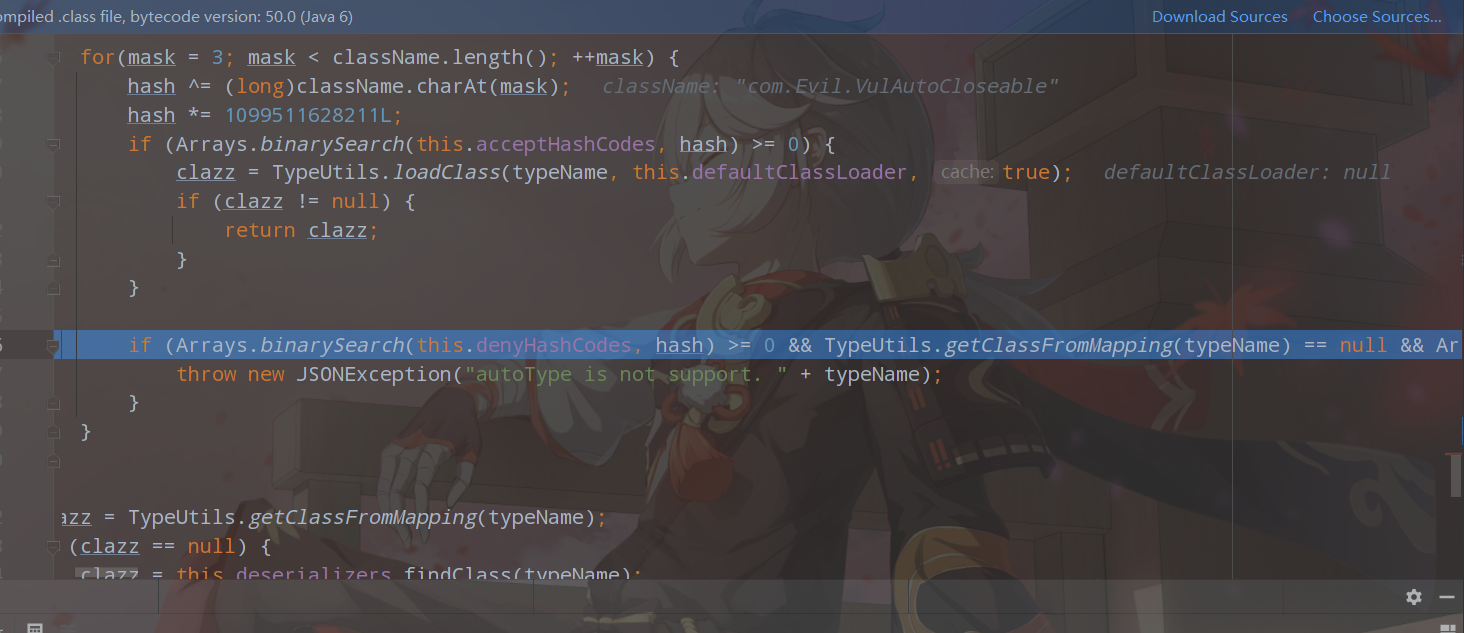 ompiled .class file, bytecode version: 50.0 (Java 6) Download Sources Choose Sources...
for(mask = 3; mask < className.length(); ++mask) {
hash ^= (long)className.charAt(mask); className: "com.Evil.VulAutoCloseable"
hash *= 1099511628211L;
if (Arrays.binarySearch(this.acceptHashCodes, hash) >= 0) {
clazz = TypeUtils.loadClass(typeName, this.defaultClassLoader, cache: true); defaultClassLoader: null
if (clazz != null) {
return clazz;
}
}
if (Arrays.binarySearch(this.denyHashCodes, hash) >= 0 && TypeUtils.getClassFromMapping(typeName) == null && Ar
throw new JSONException("autoType is not support. " + typeName);
}
}
azz = TypeUtils.getClassFromMapping(typeName);
(clazz == null) {
clazz = this.deserializers.findClass(typeName);